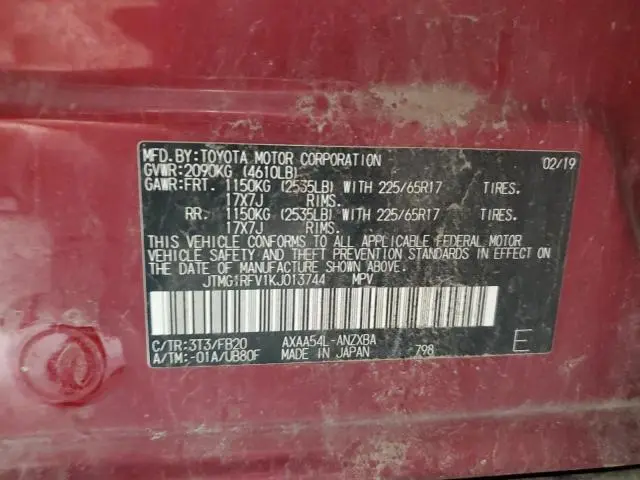 MFD.BY:TOYOTA MOTOR CORPORATION 02/19
GVWR:2090KG (4610LB)
GAWR:FRT. 1150KG (2535LB) WITH 225/65R17 TIRES.
17X7J RIMS.
RR. 1150KG (2535LB) WITH 225/65R17 TIRES.
17X7J RIMS.
THIS VEHICLE CONFORMS TO ALL APPLICABLE FEDERAL MOTOR
VEHICLE SAFETY AND THEFT PREVENTION STANDARDS IN EFFECT ON
THE DATE OF MANUFACTURE SHOWN ABOVE.
JTMG1RFV1KJ013744 MPV
C/TR:3T3/FB20 AXAA54L-ANZXBA
A/TM:-01A/UB80F MADE IN JAPAN 798 E